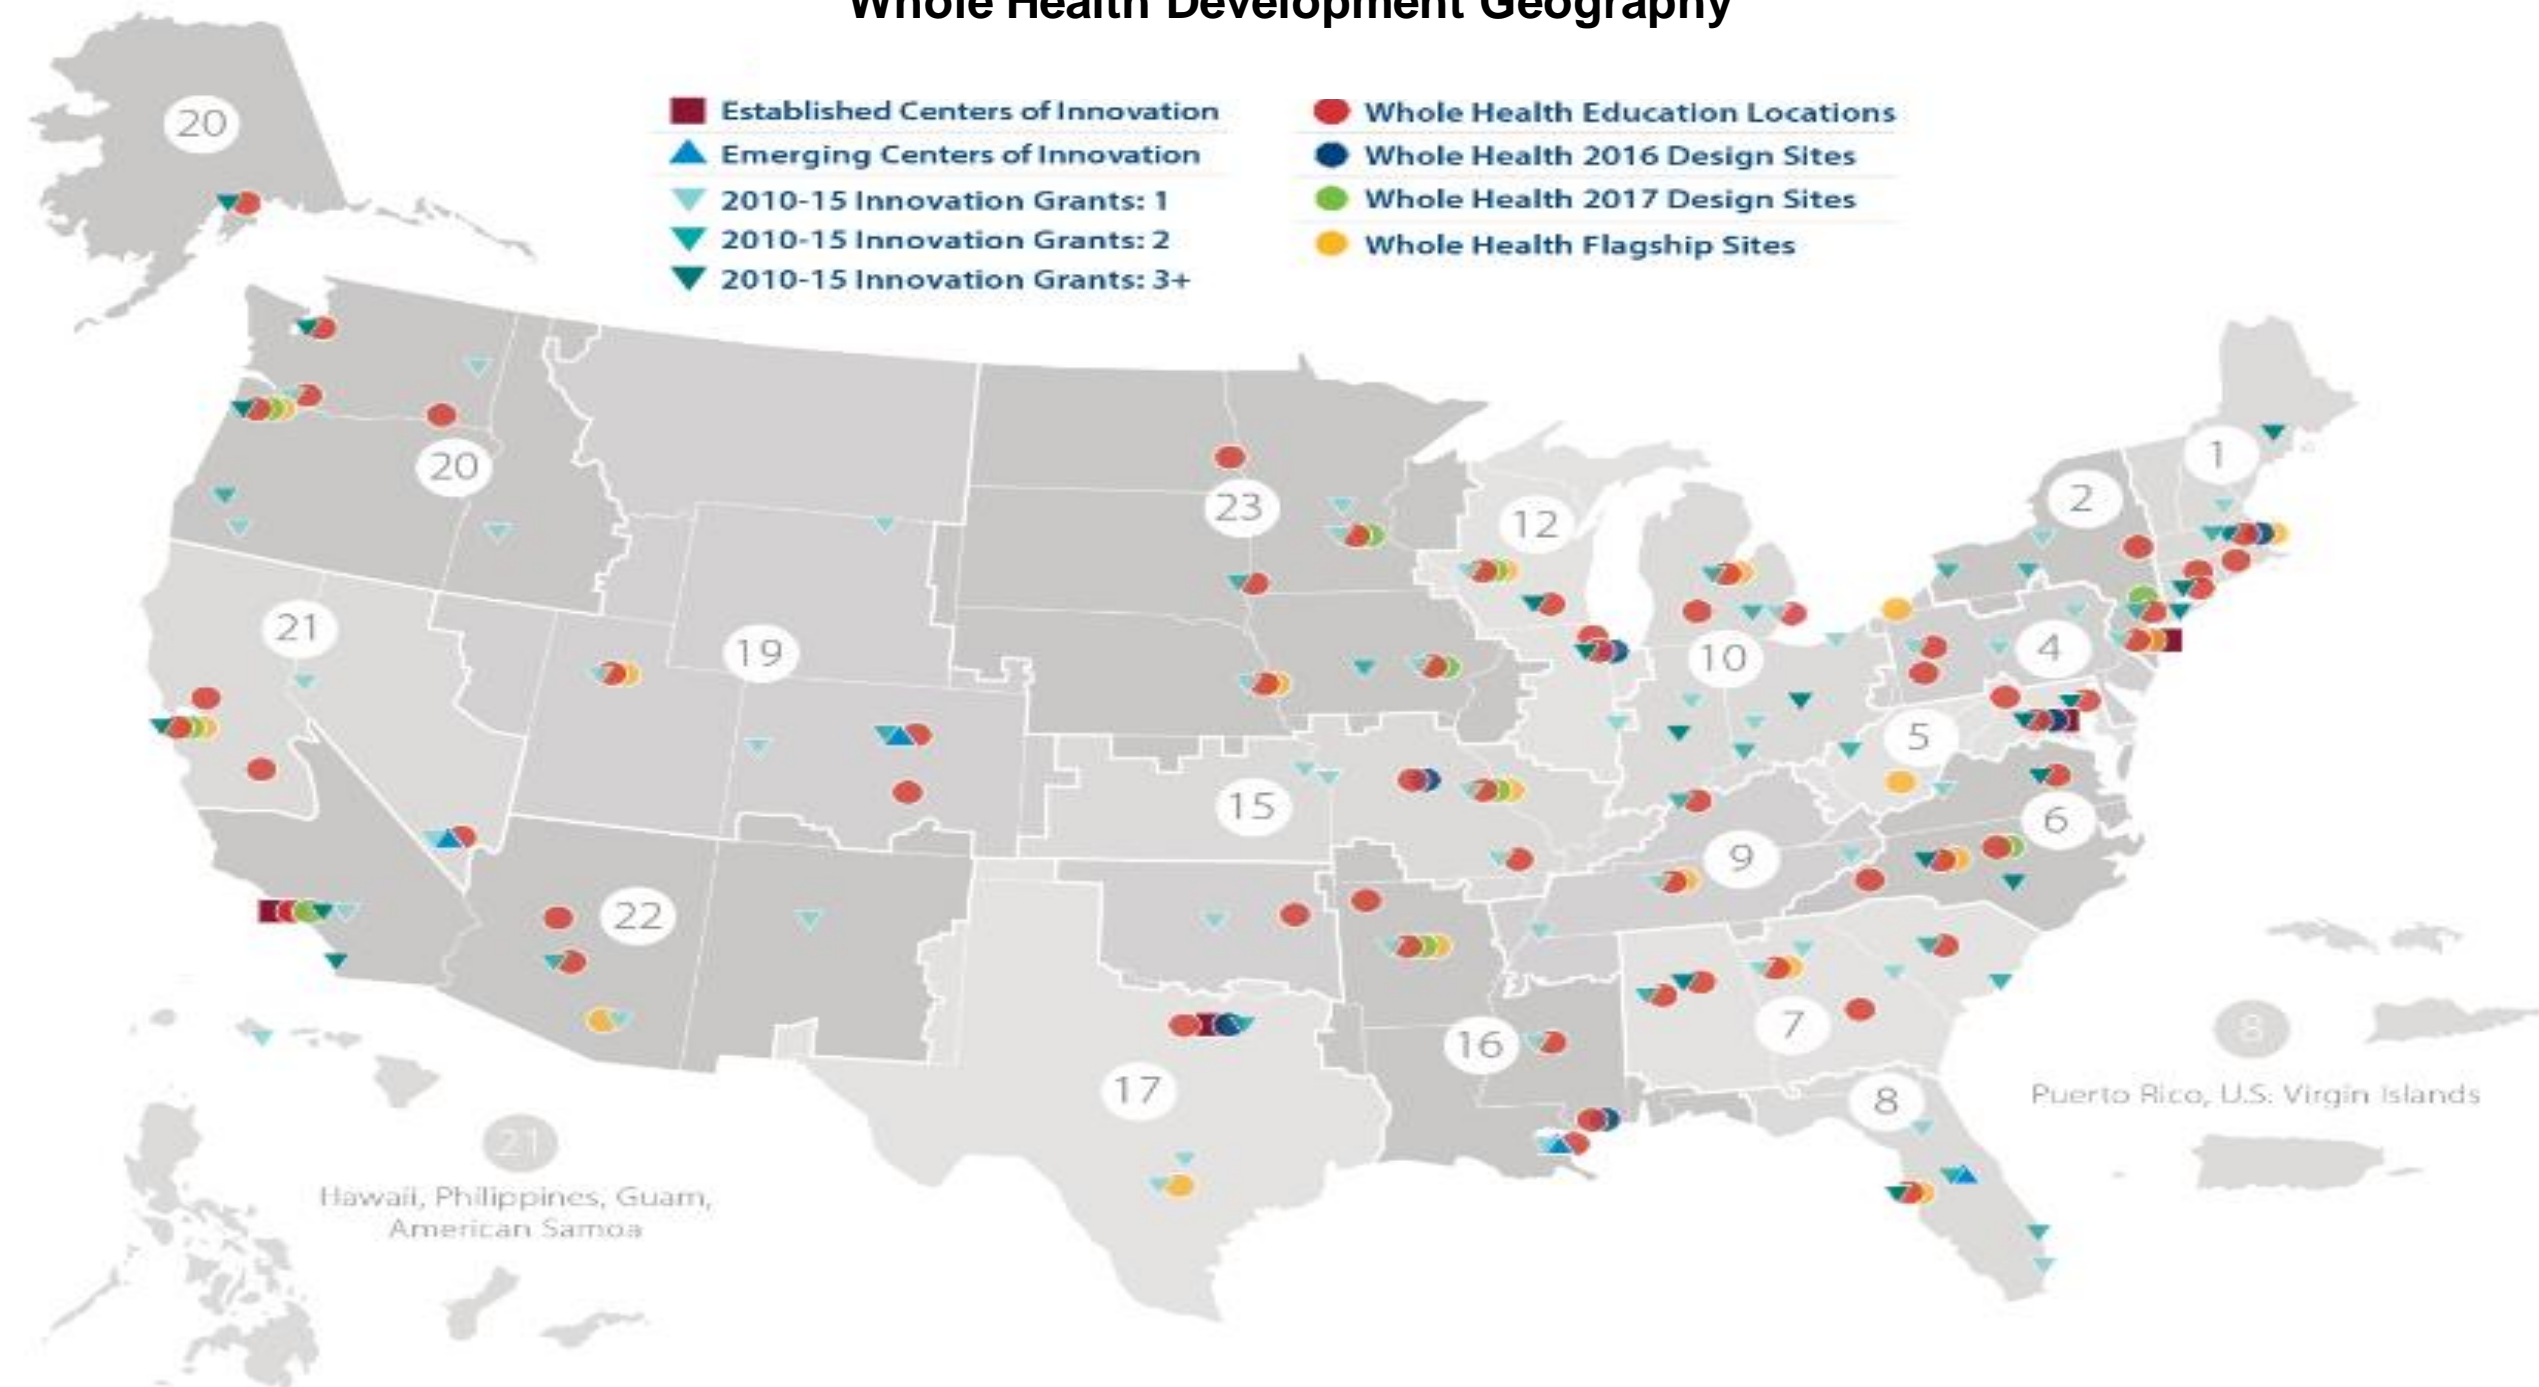 Whole Health Development Geography
Established Centers of Innovation
Emerging Centers of Innovation
2010-15 Innovation Grants: 1
2010-15 Innovation Grants: 2
2010-15 Innovation Grants: 3+
Whole Health Education Locations
Whole Health 2016 Design Sites
Whole Health 2017 Design Sites
Whole Health Flagship Sites
20
20
21
19
22
23
12
10
15
9
16
17
7
8
1
2
4
5
6
8
Puerto Rico, U.S. Virgin Islands
21
Hawaii, Philippines, Guam,
American Samoa